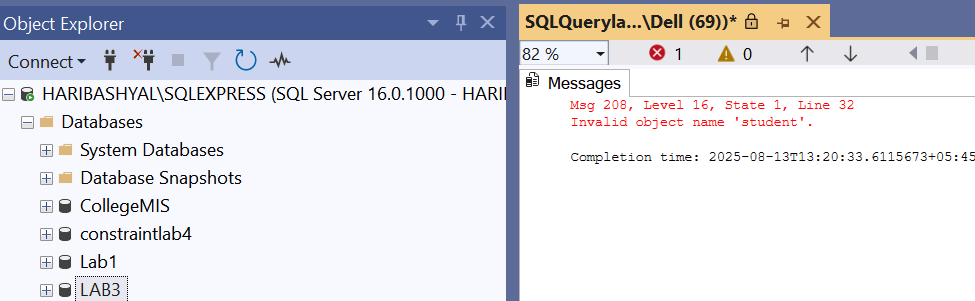 Object Explorer
Connect
HARIBASHYAL\SQLEXPRESS (SQL Server 16.0.1000 - HARI
Databases
System Databases
Database Snapshots
CollegeMIS
constraintlab4
Lab1
LAB3
SQLQueryla...\Dell (69))*
82 %
1
0
Messages
Msg 208, Level 16, State 1, Line 32
Invalid object name 'student'.
Completion time: 2025-08-13T13:20:33.6115673+05:45